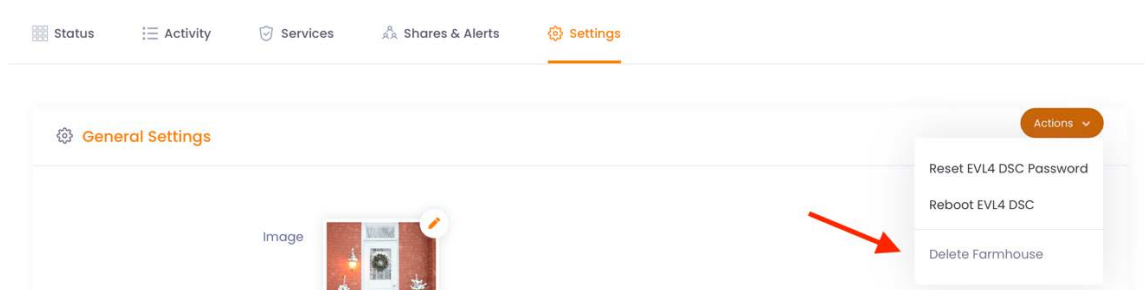 Status Activity Services Shares & Alerts Settings
General Settings
Actions
Reset EVL4 DSC Password
Reboot EVL4 DSC
Image
Delete Farmhouse